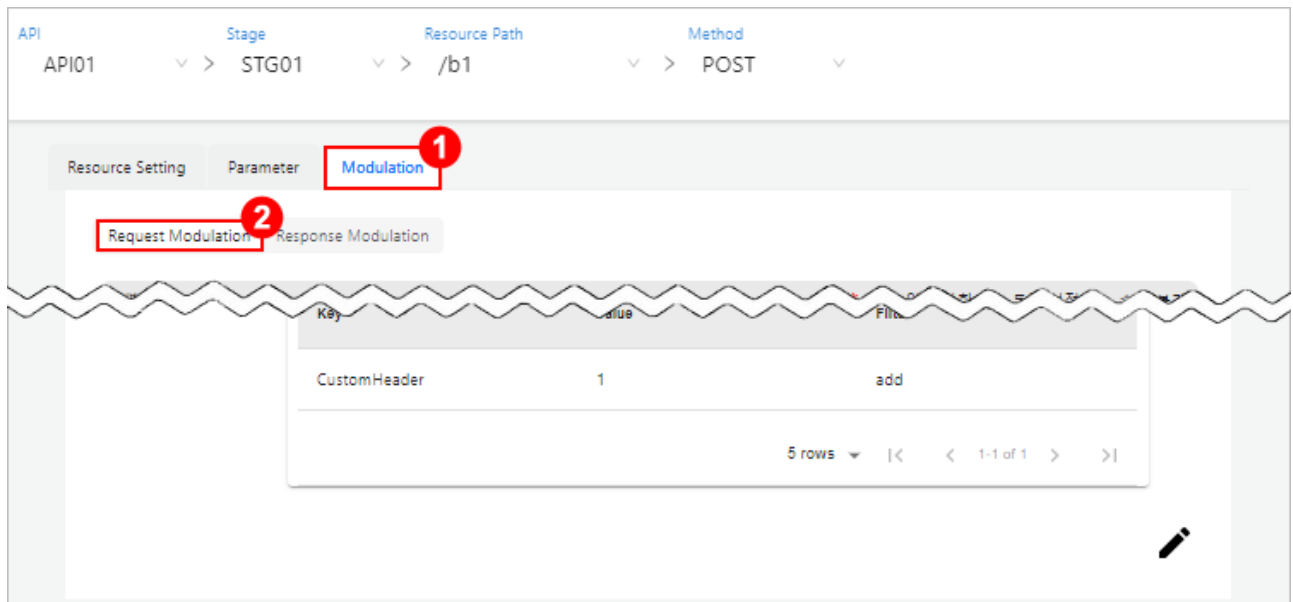 API Stage Resource Path Method
API01 > STG01 > /b1 > POST
1
Resource Setting Parameter Modulation
2
Request Modulation Response Modulation
Key
CustomHeader 1 add
5 rows 1-1 of 1